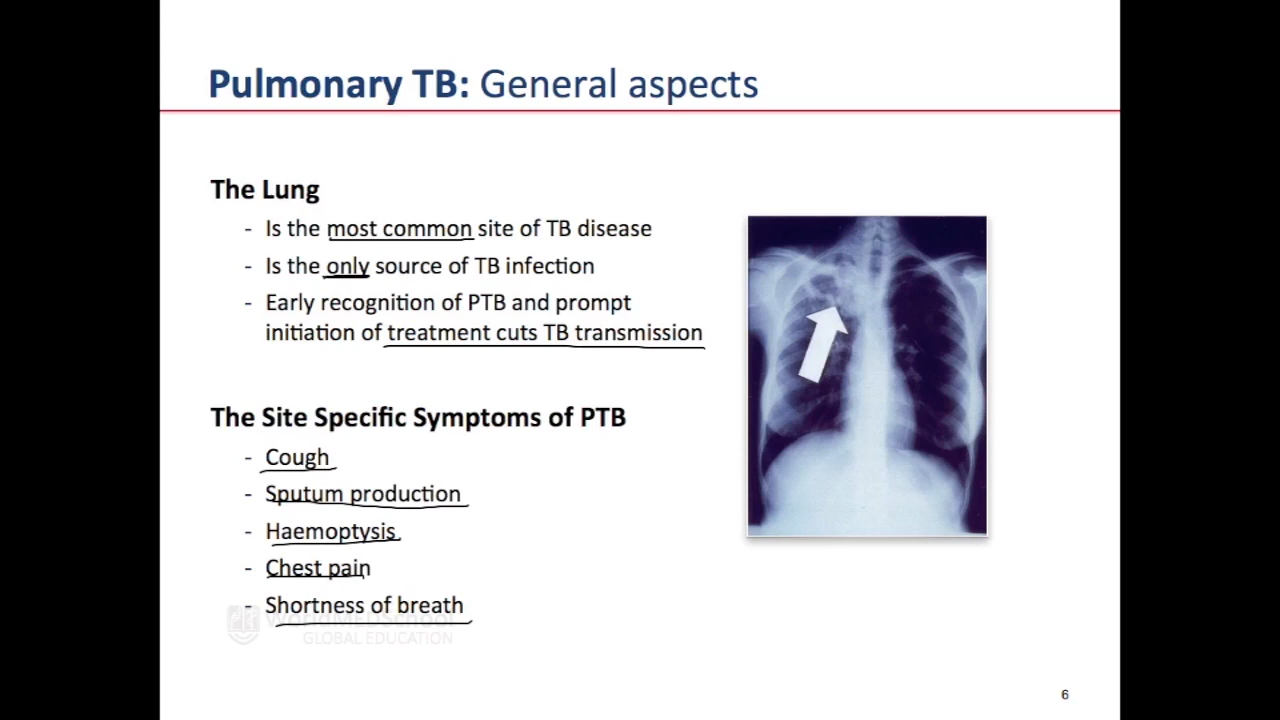 Pulmonary TB: General aspects
The Lung
- Is the most common site of TB disease
- Is the only source of TB infection
- Early recognition of PTB and prompt
initiation of treatment cuts TB transmission
The Site Specific Symptoms of PTB
- Cough
- Sputum production
- Haemoptysis
- Chest pain
- Shortness of breath
WorldMEDSchool
GLOBAL EDUCATION
6